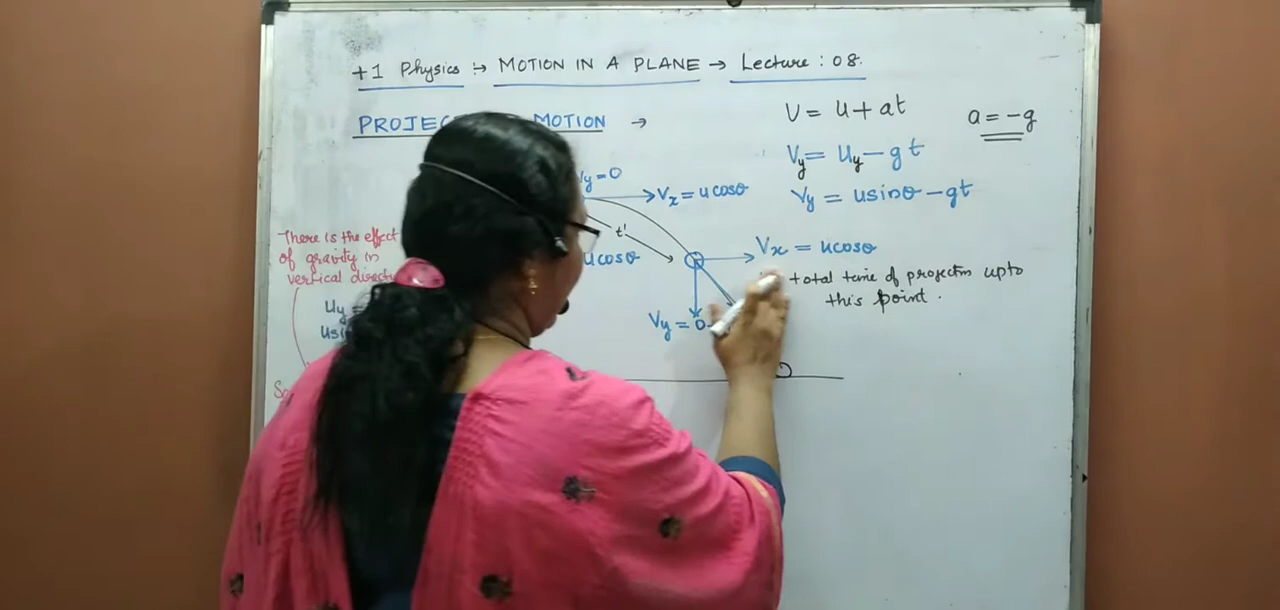 +1 Physics :→ MOTION IN A PLANE → Lecture : 08.
PROJEC MOTION →
V = u + at
a = -g
Vy = uy - gt
Vy = usinθ - gt
Vy = 0
Vx = ucosθ
t'
ucosθ
Vx = ucosθ
total time of projection upto
this point.
Vy = 0
There is the effect
of gravity in
vertical
uy =